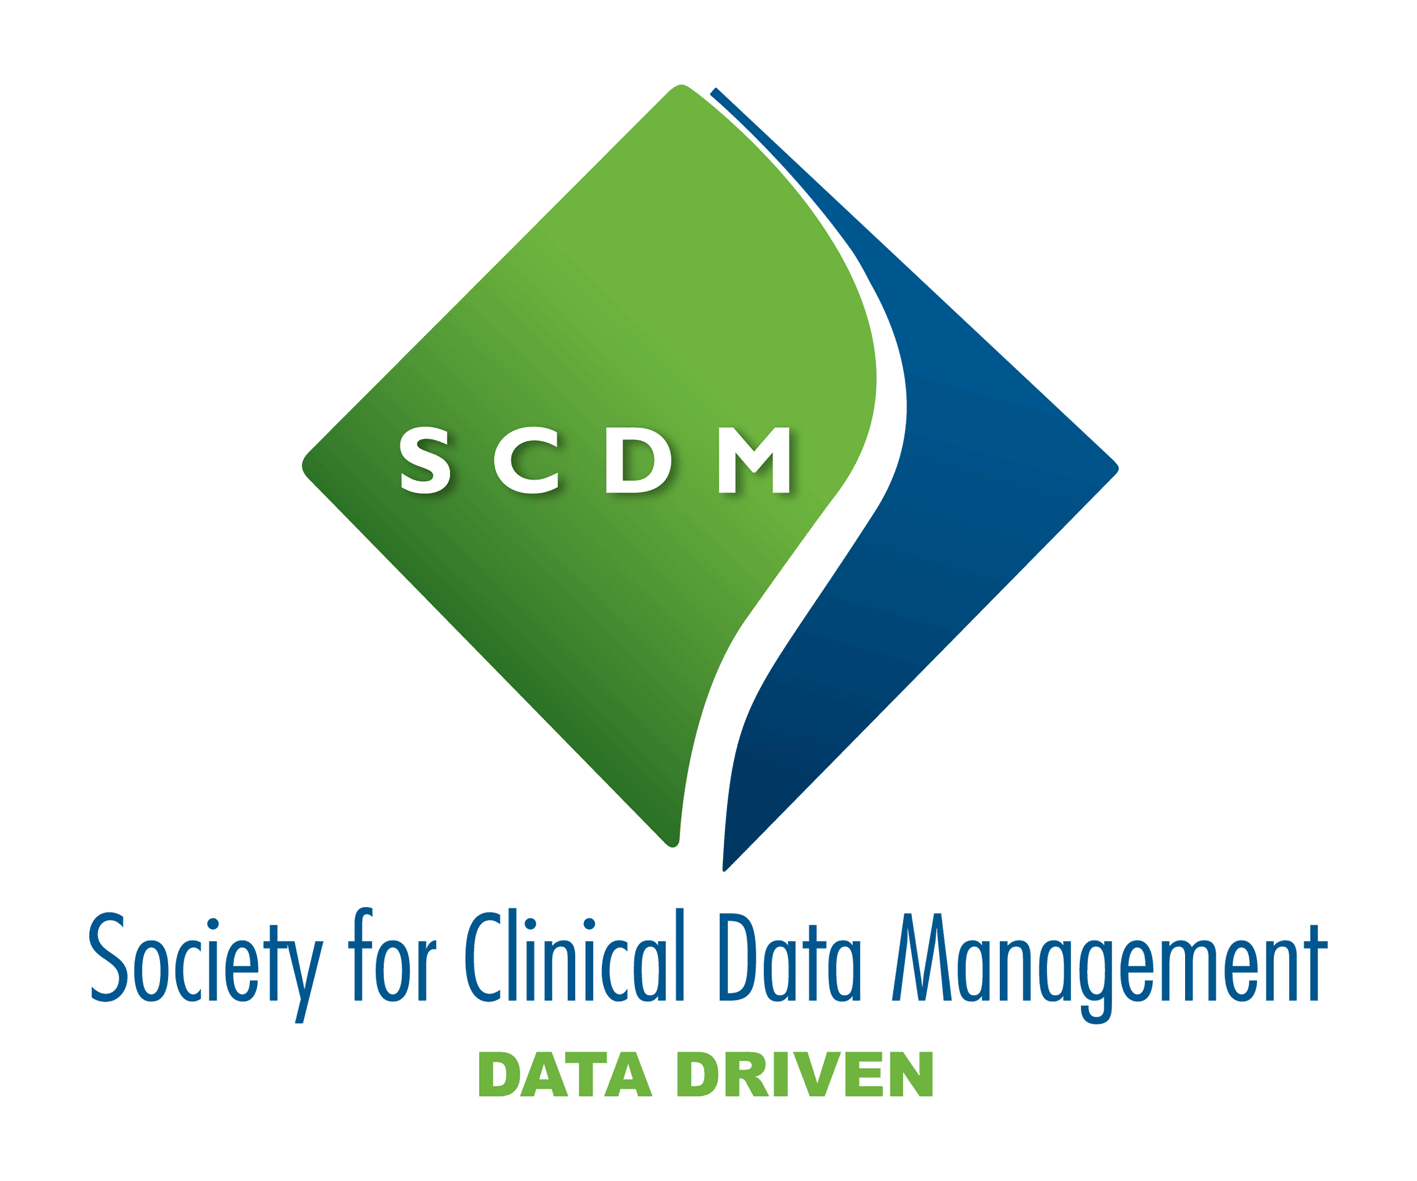 SCDM
Society for Clinical Data Management
DATA DRIVEN